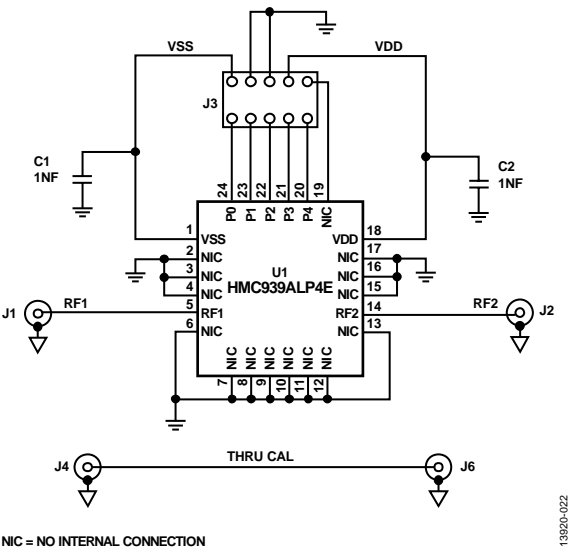 VSS
VDD
J3
C1
1NF
C2
1NF
24
23
22
21
20
19
P0
P1
P2
P3
P4
NIC
1
VSS
VDD
18
2
NIC
NIC
17
3
NIC
U1
NIC
16
4
NIC
HMC939ALP4E
NIC
15
J1
RF1
5
RF1
RF2
14
RF2
J2
6
NIC
NIC
13
NIC
NIC
NIC
NIC
NIC
NIC
7
8
9
10
11
12
J4
THRU CAL
J6
NIC = NO INTERNAL CONNECTION
13920-022